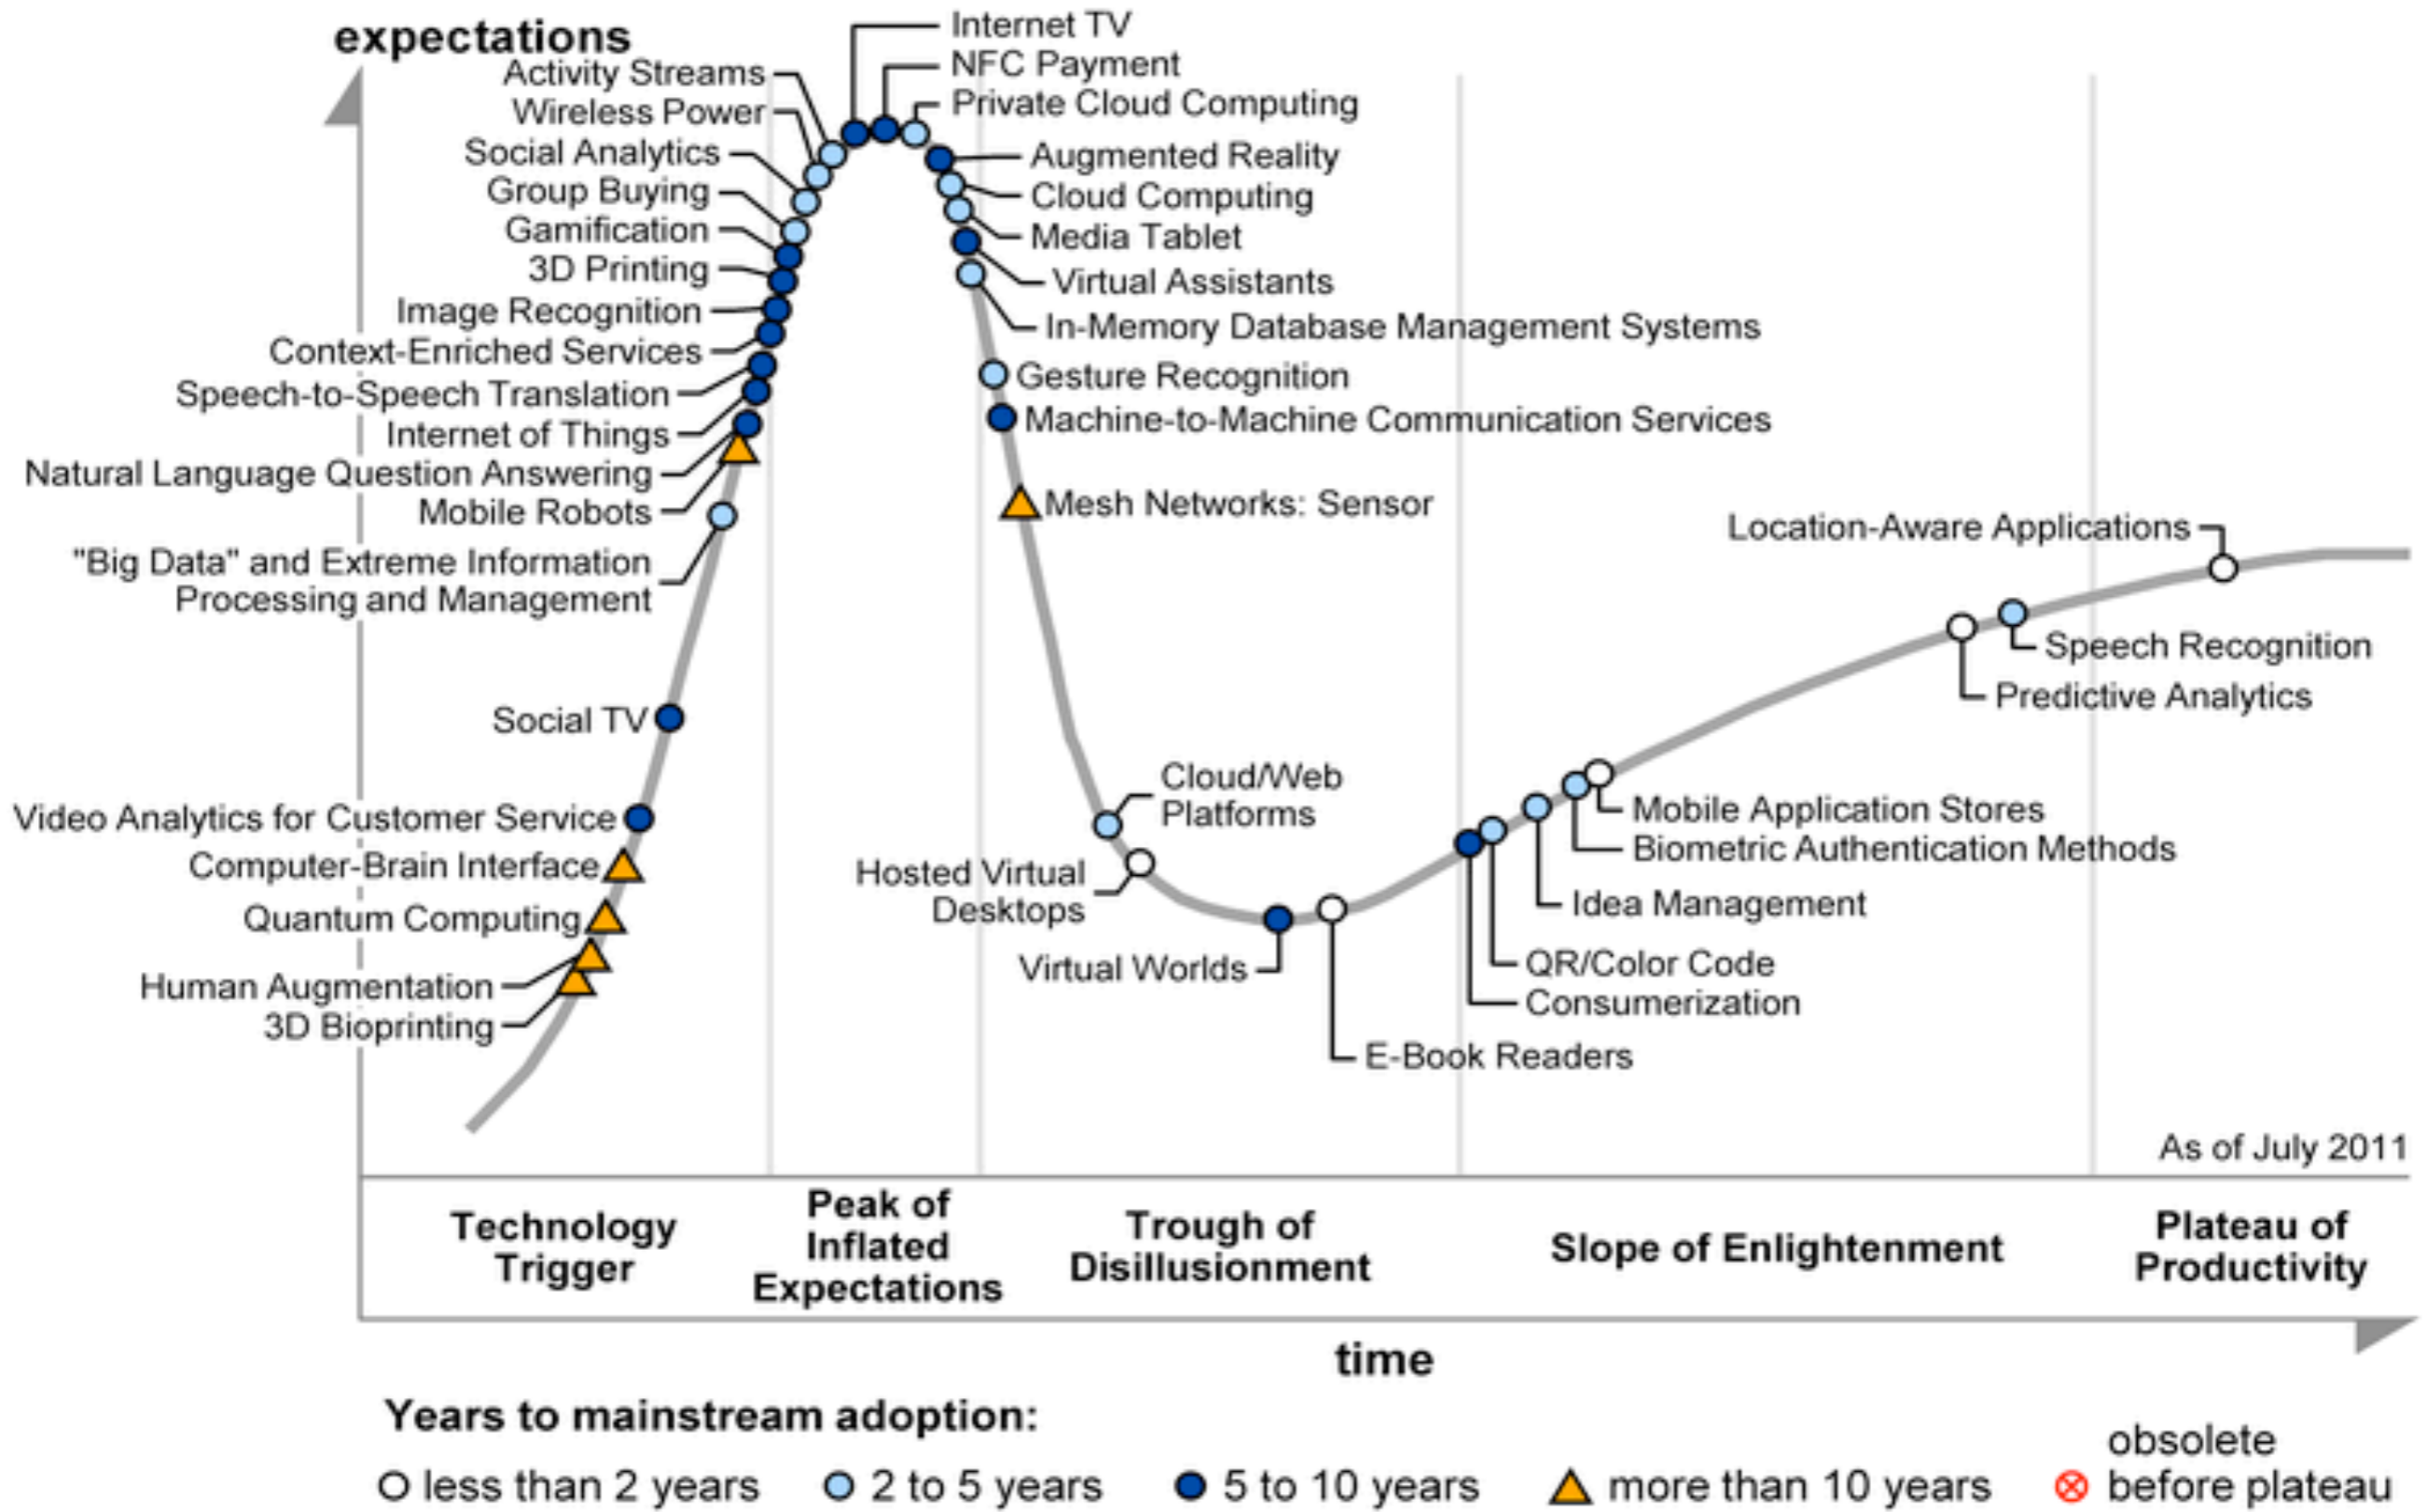 expectations
Activity Streams
Wireless Power
Social Analytics
Group Buying
Gamification
3D Printing
Image Recognition
Context-Enriched Services
Speech-to-Speech Translation
Internet of Things
Natural Language Question Answering
Mobile Robots
"Big Data" and Extreme Information
Processing and Management
Social TV
Video Analytics for Customer Service
Computer-Brain Interface
Quantum Computing
Human Augmentation
3D Bioprinting
Internet TV
NFC Payment
Private Cloud Computing
Augmented Reality
Cloud Computing
Media Tablet
Virtual Assistants
In-Memory Database Management Systems
Gesture Recognition
Machine-to-Machine Communication Services
Mesh Networks: Sensor
Cloud/Web
Platforms
Hosted Virtual
Desktops
Virtual Worlds
E-Book Readers
Location-Aware Applications
Speech Recognition
Predictive Analytics
Mobile Application Stores
Biometric Authentication Methods
Idea Management
QR/Color Code
Consumerization
As of July 2011
Technology
Trigger
Peak of
Inflated
Expectations
Trough of
Disillusionment
Slope of Enlightenment
Plateau of
Productivity
time
Years to mainstream adoption:
less than 2 years
2 to 5 years
5 to 10 years
more than 10 years
obsolete
before plateau